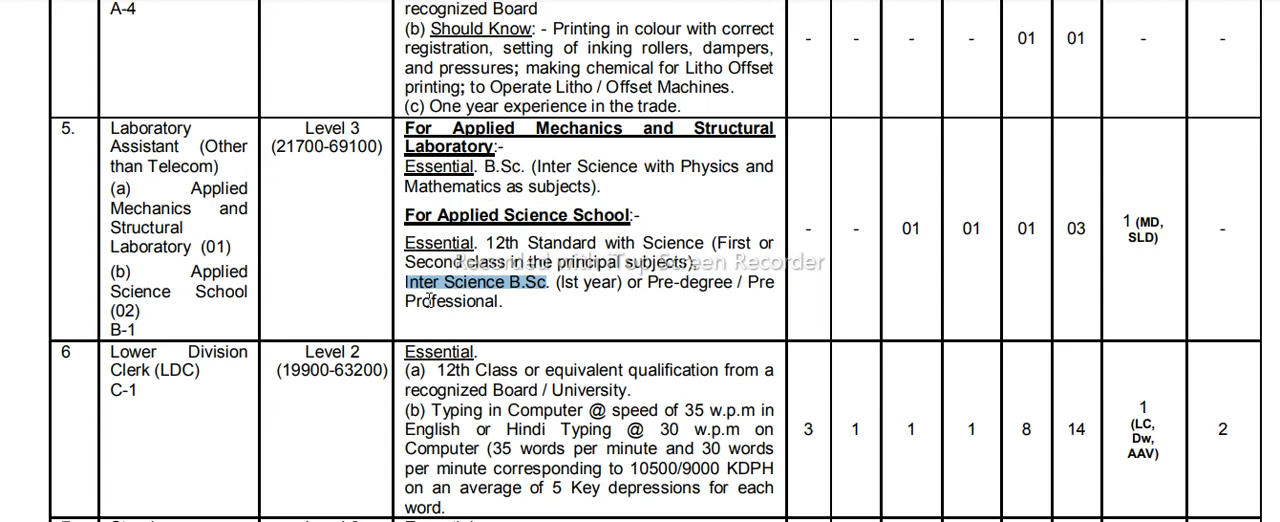 A-4
recognized Board
(b) Should Know: - Printing in colour with correct
registration, setting of inking rollers, dampers,
and pressures; making chemical for Litho Offset
printing; to Operate Litho / Offset Machines.
(c) One year experience in the trade.
- - - - 01 01 - -
5.
Laboratory
Assistant (Other
than Telecom)
(a) Applied
Mechanics and
Structural
Laboratory (01)
(b) Applied
Science School
(02)
B-1
Level 3
(21700-69100)
For Applied Mechanics and Structural
Laboratory:-
Essential. B.Sc. (Inter Science with Physics and
Mathematics as subjects).
For Applied Science School:-
Essential. 12th Standard with Science (First or
Second class in the principal subjects),
Inter Science B.Sc. (Ist year) or Pre-degree / Pre
Professional.
- - 01 01 01 03
1 (MD,
SLD)
-
Recorded with iTop Screen Recorder
6
Lower Division
Clerk (LDC)
C-1
Level 2
(19900-63200)
Essential.
(a) 12th Class or equivalent qualification from a
recognized Board / University.
(b) Typing in Computer @ speed of 35 w.p.m in
English or Hindi Typing @ 30 w.p.m on
Computer (35 words per minute and 30 words
per minute corresponding to 10500/9000 KDPH
on an average of 5 Key depressions for each
word.
3 1 1 1 8 14
1
(LC,
Dw,
AAV)
2